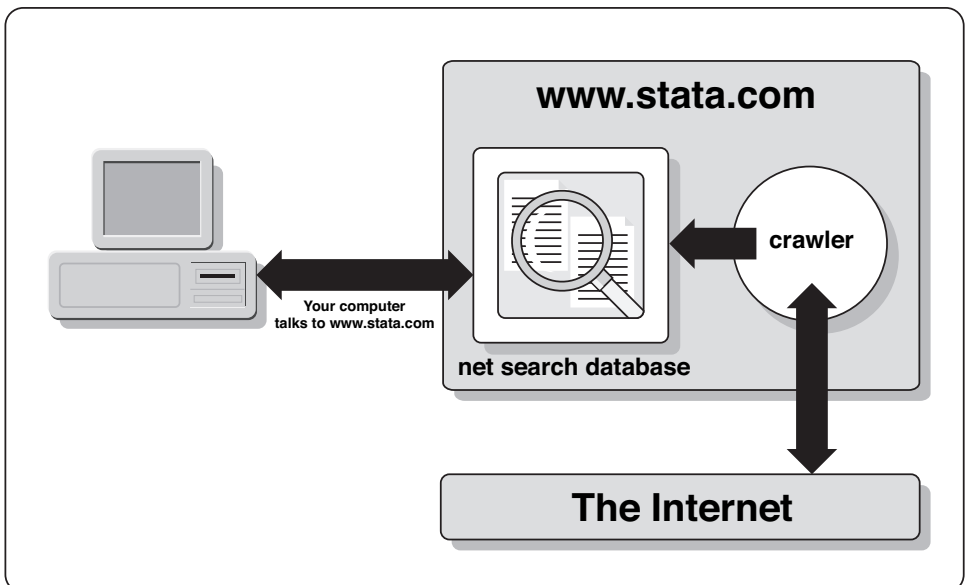 www.stata.com
crawler
Your computer
talks to www.stata.com
net search database
The Internet